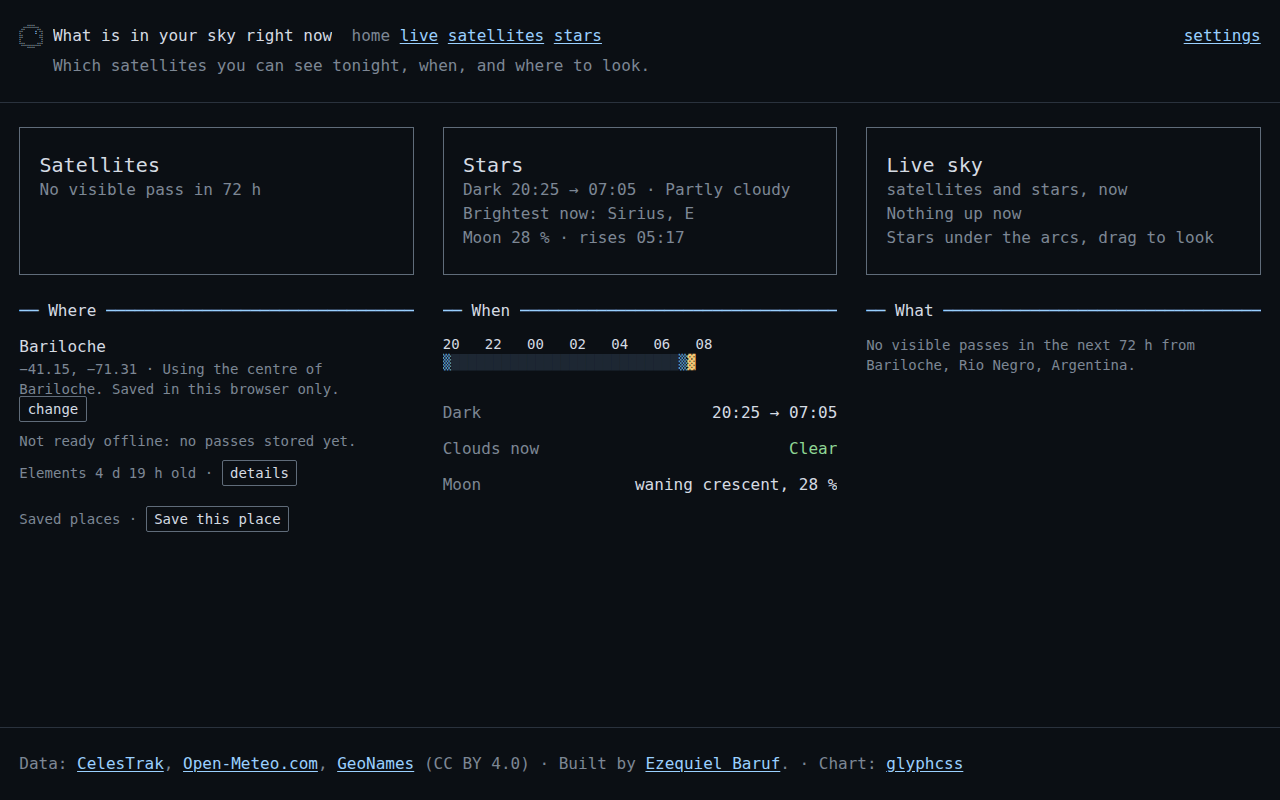 What is in your sky right now home live satellites stars settings
Which satellites you can see tonight, when, and where to look.
Satellites
No visible pass in 72 h
Stars
Dark 20:25 → 07:05 · Partly cloudy
Brightest now: Sirius, E
Moon 28 % · rises 05:17
Live sky
satellites and stars, now
Nothing up now
Stars under the arcs, drag to look
Where
Bariloche
−41.15, −71.31 · Using the centre of
Bariloche. Saved in this browser only.
change
Not ready offline: no passes stored yet.
Elements 4 d 19 h old · details
Saved places · Save this place
When
20 22 00 02 04 06 08
Dark 20:25 → 07:05
Clouds now Clear
Moon waning crescent, 28 %
What
No visible passes in the next 72 h from
Bariloche, Rio Negro, Argentina.
Data: CelesTrak, Open-Meteo.com, GeoNames (CC BY 4.0) · Built by Ezequiel Baruf. · Chart: glyphcss